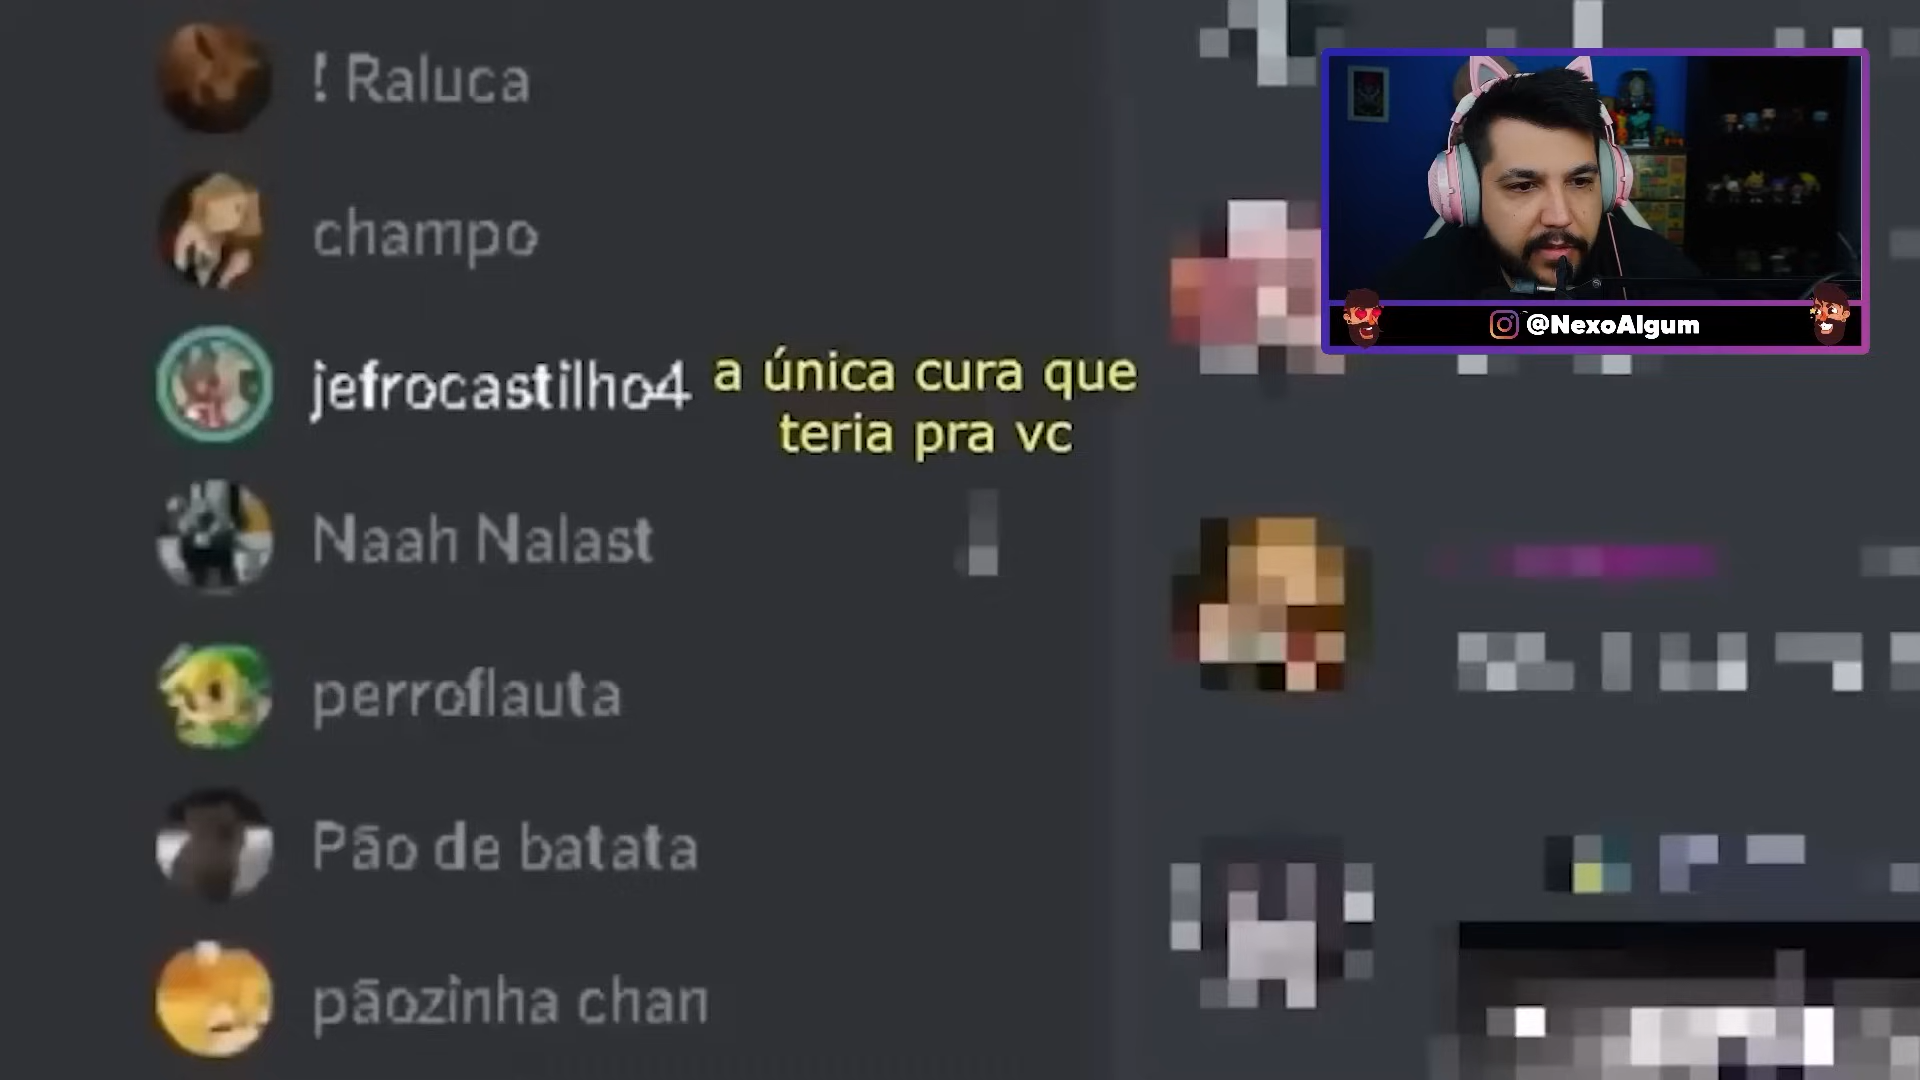 ! Raluca
champo
jefrocastilho4
a única cura que
teria pra vc
Naah Nalast
perroflauta
Pão de batata
pãozinha chan
@NexoAlgum